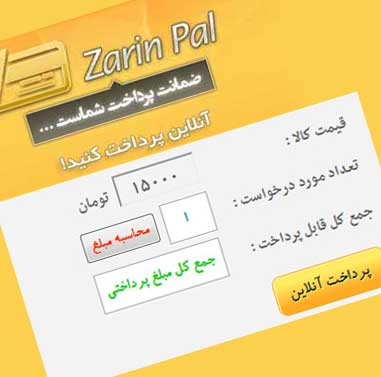 Zarin Pal
ضمانت پرداخت شماست ...
آنلاین پرداخت کنید!
قیمت کالا : ۱۵۰۰۰ تومان
تعداد مورد درخواست : ۱ محاسبه مبلغ
جمع کل قابل پرداخت : جمع کل مبلغ پرداختی
پرداخت آنلاین